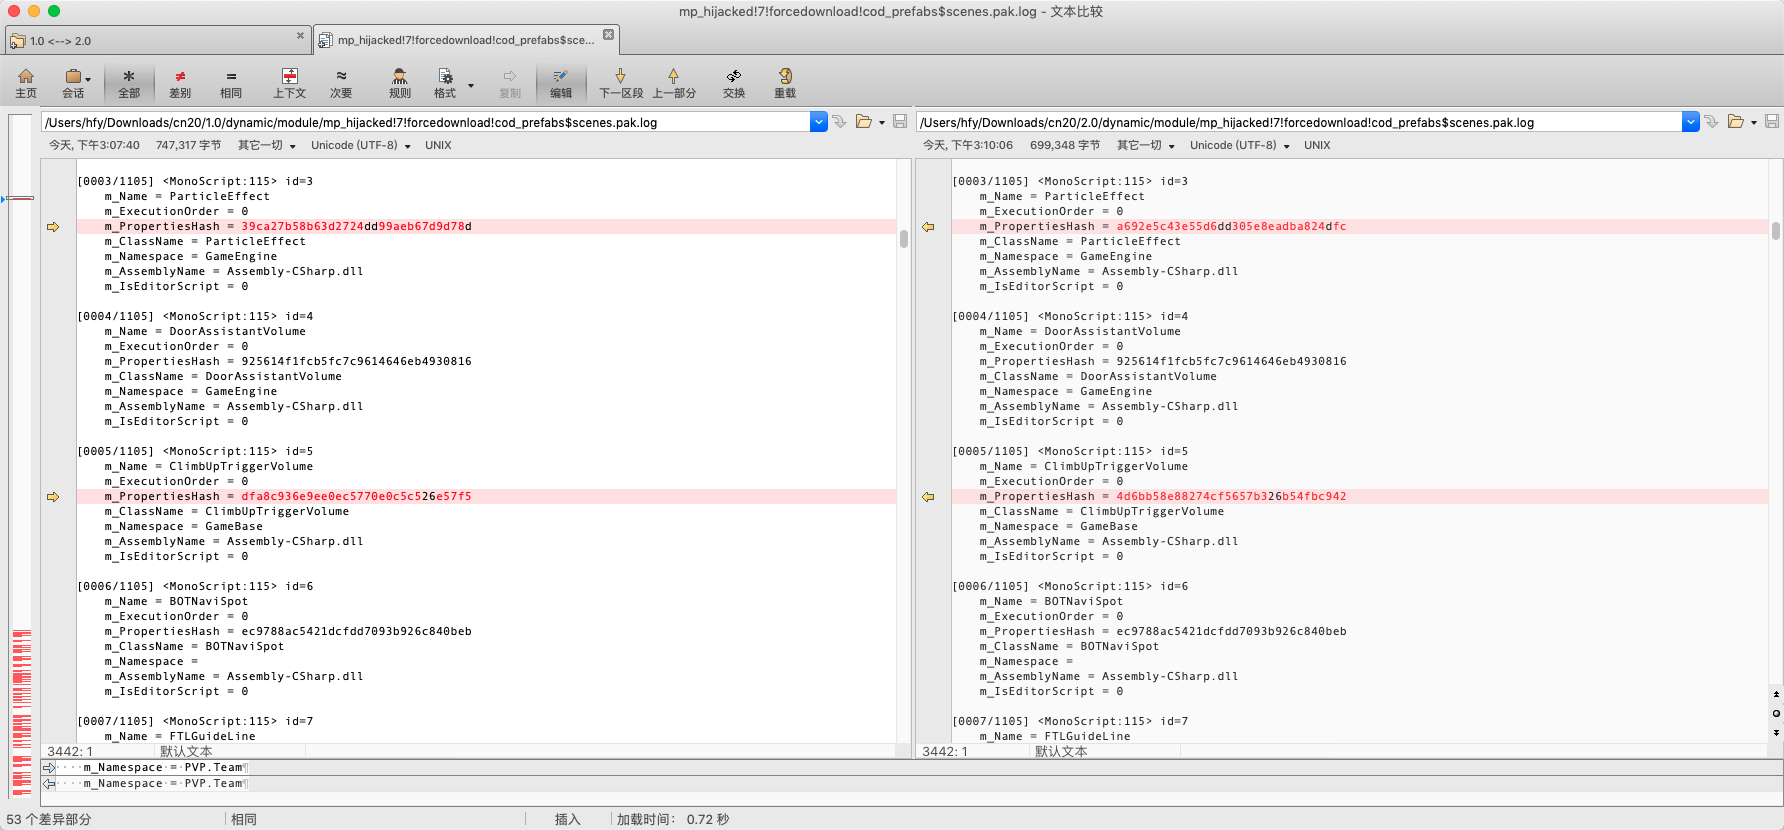 mp_hijacked!7!forcedownload!cod_prefabs$scenes.pak.log - 文本比较
1.0 <--> 2.0
mp_hijacked!7!forcedownload!cod_prefabs$sce...
主页 会话 全部 差别 相同 上下文 次要 规则 格式 复制 编辑 下一区段 上一部分 交换 重载
/Users/hfy/Downloads/cn20/1.0/dynamic/module/mp_hijacked!7!forcedownload!cod_prefabs$scenes.pak.log
今天, 下午3:07:40 747,317 字节 其它一切 Unicode (UTF-8) UNIX
[0003/1105] <MonoScript:115> id=3
m_Name = ParticleEffect
m_ExecutionOrder = 0
m_PropertiesHash = 39ca27b58b63d2724dd99aeb67d9d78d
m_ClassName = ParticleEffect
m_Namespace = GameEngine
m_AssemblyName = Assembly-CSharp.dll
m_IsEditorScript = 0
[0004/1105] <MonoScript:115> id=4
m_Name = DoorAssistantVolume
m_ExecutionOrder = 0
m_PropertiesHash = 925614f1fcb5fc7c9614646eb4930816
m_ClassName = DoorAssistantVolume
m_Namespace = GameEngine
m_AssemblyName = Assembly-CSharp.dll
m_IsEditorScript = 0
[0005/1105] <MonoScript:115> id=5
m_Name = ClimbUpTriggerVolume
m_ExecutionOrder = 0
m_PropertiesHash = dfa8c936e9ee0ec5770e0c5c526e57f5
m_ClassName = ClimbUpTriggerVolume
m_Namespace = GameBase
m_AssemblyName = Assembly-CSharp.dll
m_IsEditorScript = 0
[0006/1105] <MonoScript:115> id=6
m_Name = BOTNaviSpot
m_ExecutionOrder = 0
m_PropertiesHash = ec9788ac5421dcfdd7093b926c840beb
m_ClassName = BOTNaviSpot
m_Namespace =
m_AssemblyName = Assembly-CSharp.dll
m_IsEditorScript = 0
[0007/1105] <MonoScript:115> id=7
m_Name = FTLGuideLine
3442: 1 默认文本
/Users/hfy/Downloads/cn20/2.0/dynamic/module/mp_hijacked!7!forcedownload!cod_prefabs$scenes.pak.log
今天, 下午3:10:06 699,348 字节 其它一切 Unicode (UTF-8) UNIX
[0003/1105] <MonoScript:115> id=3
m_Name = ParticleEffect
m_ExecutionOrder = 0
m_PropertiesHash = a692e5c43e55d6dd305e8eadba824dfc
m_ClassName = ParticleEffect
m_Namespace = GameEngine
m_AssemblyName = Assembly-CSharp.dll
m_IsEditorScript = 0
[0004/1105] <MonoScript:115> id=4
m_Name = DoorAssistantVolume
m_ExecutionOrder = 0
m_PropertiesHash = 925614f1fcb5fc7c9614646eb4930816
m_ClassName = DoorAssistantVolume
m_Namespace = GameEngine
m_AssemblyName = Assembly-CSharp.dll
m_IsEditorScript = 0
[0005/1105] <MonoScript:115> id=5
m_Name = ClimbUpTriggerVolume
m_ExecutionOrder = 0
m_PropertiesHash = 4d6bb58e88274cf5657b326b54fbc942
m_ClassName = ClimbUpTriggerVolume
m_Namespace = GameBase
m_AssemblyName = Assembly-CSharp.dll
m_IsEditorScript = 0
[0006/1105] <MonoScript:115> id=6
m_Name = BOTNaviSpot
m_ExecutionOrder = 0
m_PropertiesHash = ec9788ac5421dcfdd7093b926c840beb
m_ClassName = BOTNaviSpot
m_Namespace =
m_AssemblyName = Assembly-CSharp.dll
m_IsEditorScript = 0
[0007/1105] <MonoScript:115> id=7
m_Name = FTLGuideLine
3442: 1 默认文本
····m_Namespace·=·PVP.Team¶
····m_Namespace·=·PVP.Team¶
53 个差异部分 相同 插入 加载时间： 0.72 秒